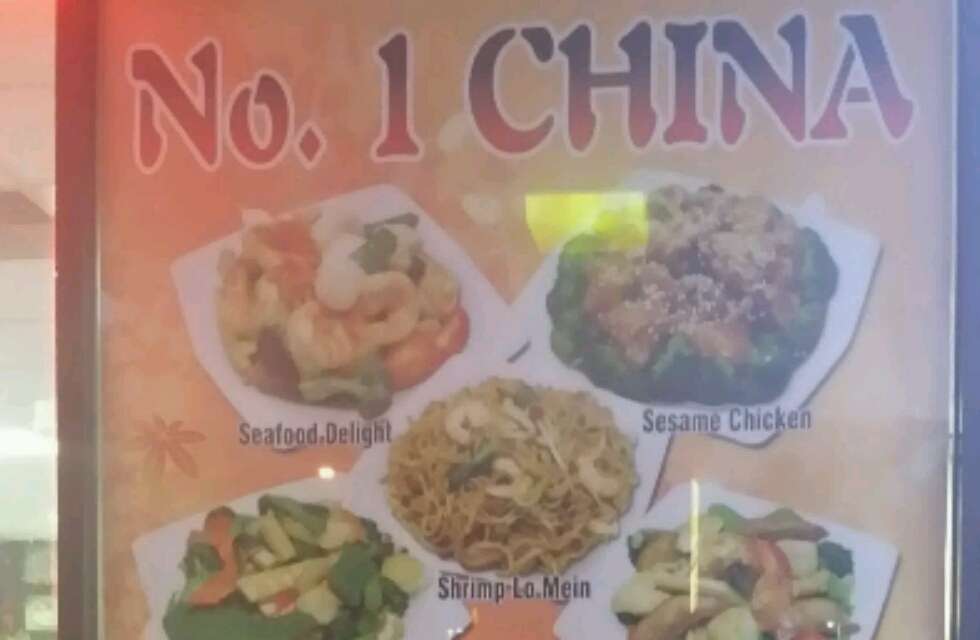 No. 1 CHINA
Seafood Delight
Sesame Chicken
Shrimp Lo Mein